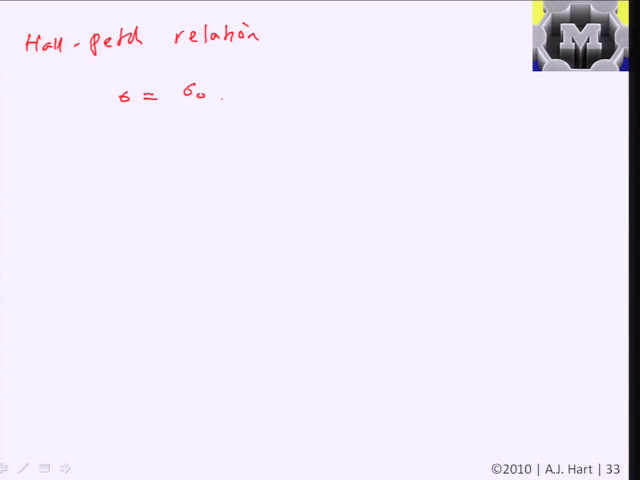 Hall-petch relation
σ = σ₀
M
©2010 | A.J. Hart | 33